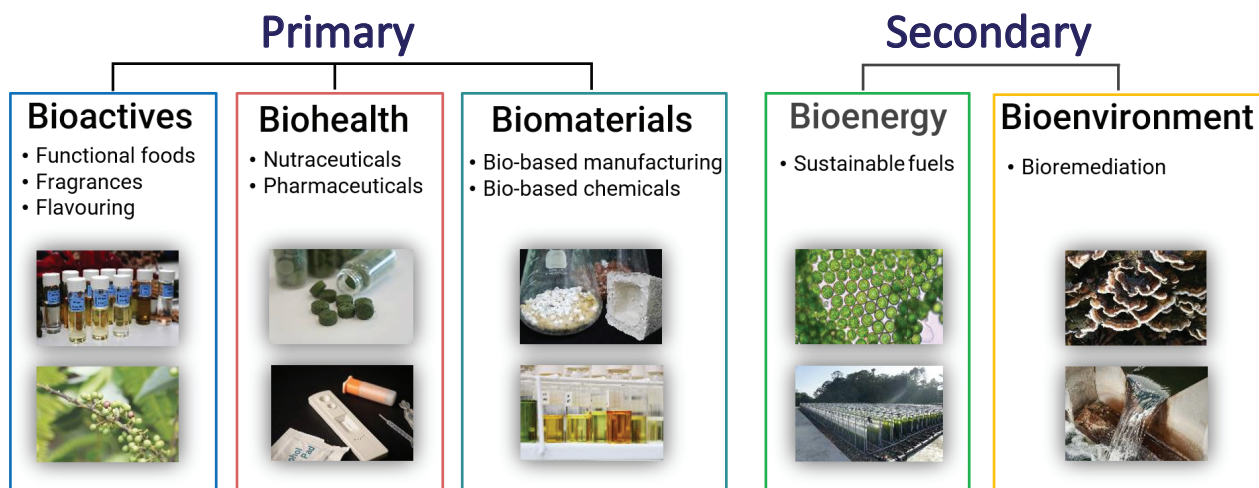 Primary
Secondary
Bioactives
• Functional foods
• Fragrances
• Flavouring
Biohealth
• Nutraceuticals
• Pharmaceuticals
Biomaterials
• Bio-based manufacturing
• Bio-based chemicals
Bioenergy
• Sustainable fuels
Bioenvironment
• Bioremediation
Pad